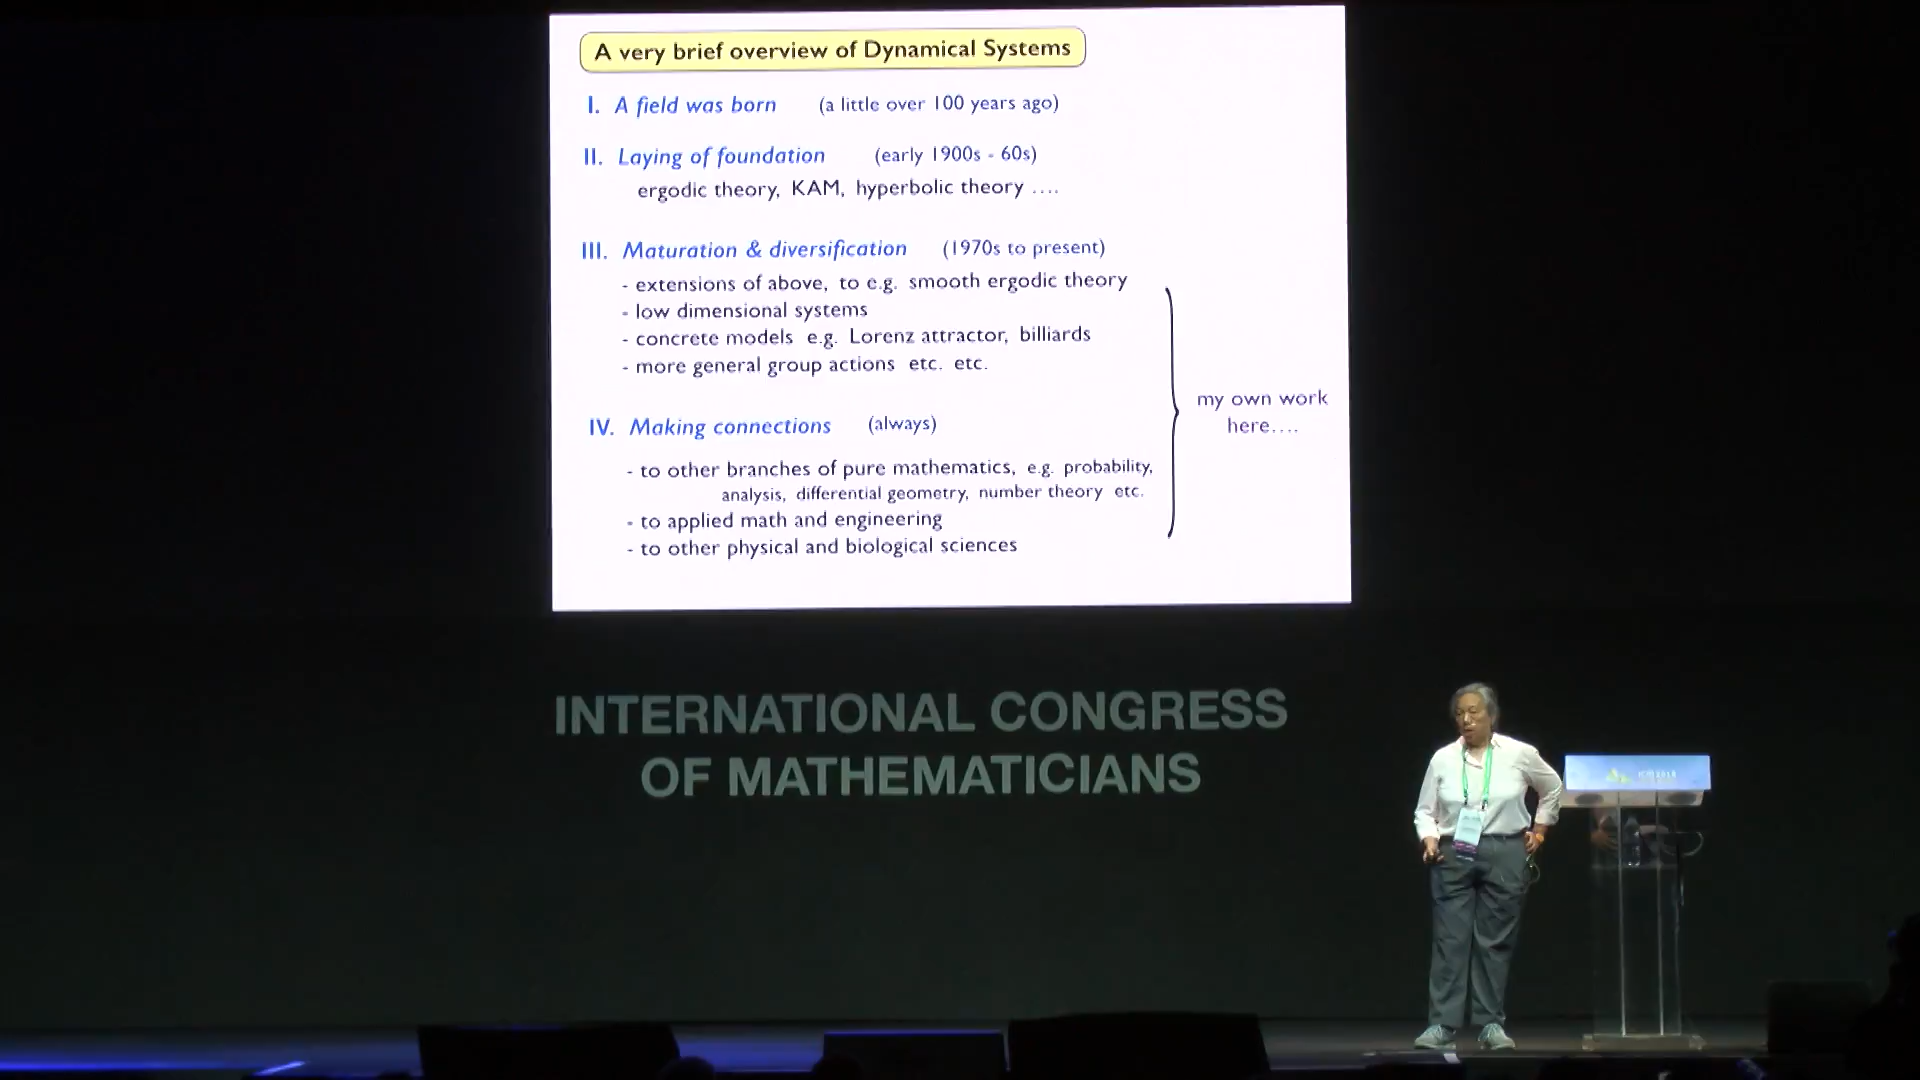 A very brief overview of Dynamical Systems
I. A field was born (a little over 100 years ago)
II. Laying of foundation (early 1900s - 60s)
ergodic theory, KAM, hyperbolic theory ....
III. Maturation & diversification (1970s to present)
- extensions of above, to e.g. smooth ergodic theory
- low dimensional systems
- concrete models e.g. Lorenz attractor, billiards
- more general group actions etc. etc.
my own work
here....
IV. Making connections (always)
- to other branches of pure mathematics, e.g. probability,
analysis, differential geometry, number theory etc.
- to applied math and engineering
- to other physical and biological sciences
INTERNATIONAL CONGRESS
OF MATHEMATICIANS
ICM2018